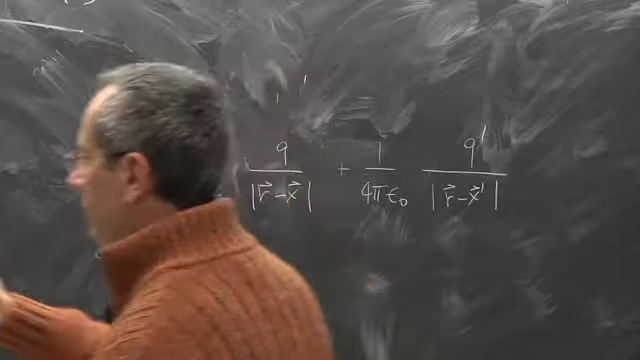 q / |r⃗ - x⃗| + 1 / 4πε₀ q' / |r⃗ - x⃗'|